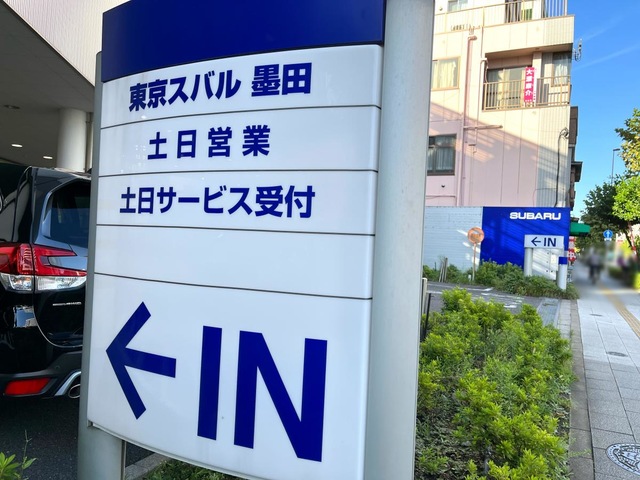 東京スバル 墨田
土日営業
土日サービス受付
←IN
SUBARU
←IN